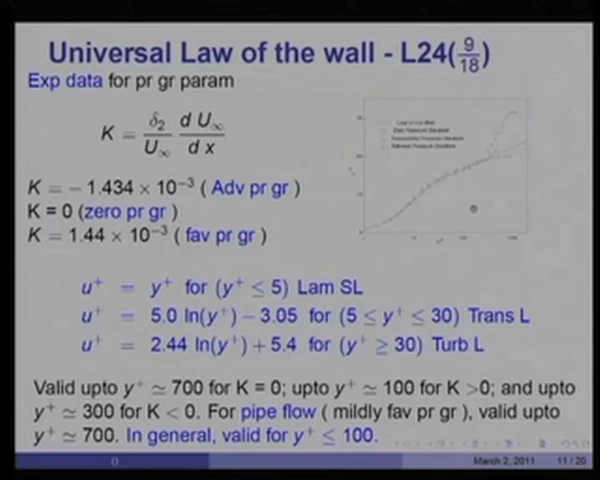 Universal Law of the wall - L24(9/18)
Exp data for pr gr param
K = δ₂/U∞ d U∞/d x
K = − 1.434 × 10⁻³ ( Adv pr gr )
K = 0 (zero pr gr )
K = 1.44 × 10⁻³ ( fav pr gr )
u⁺ = y⁺ for (y⁺ ≤ 5) Lam SL
u⁺ = 5.0 ln(y⁺) − 3.05 for (5 ≤ y⁺ ≤ 30) Trans L
u⁺ = 2.44 ln(y⁺) + 5.4 for (y⁺ ≥ 30) Turb L
Valid upto y⁺ ≃ 700 for K = 0; upto y⁺ ≃ 100 for K >0; and upto
y⁺ ≃ 300 for K < 0. For pipe flow ( mildly fav pr gr ), valid upto
y⁺ ≃ 700. In general, valid for y⁺ ≤ 100.
()
March 2, 2011 11 / 20